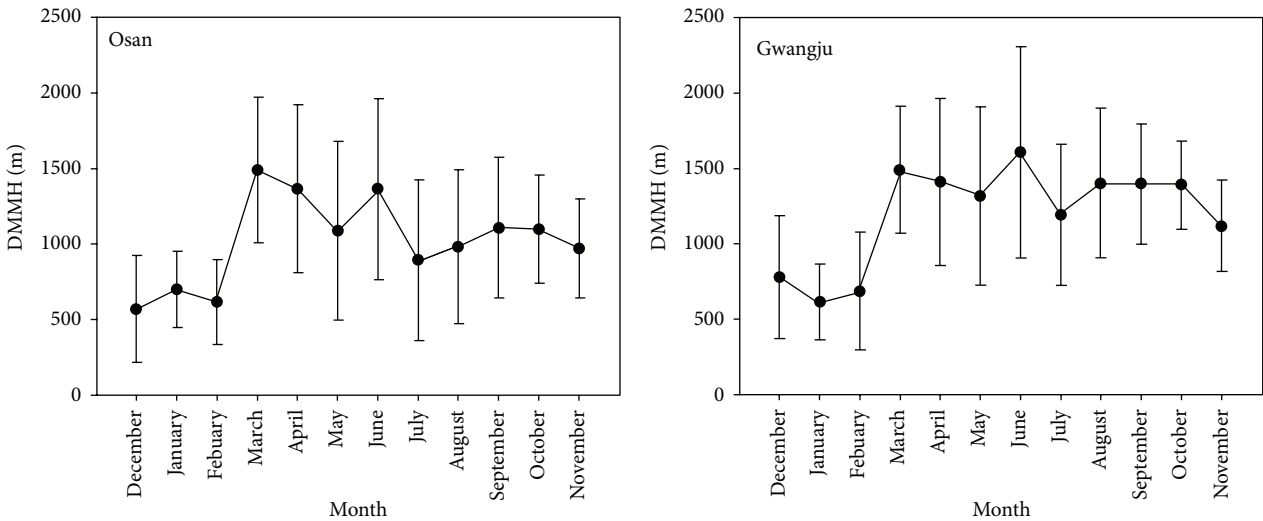 Osan
DMMH (m)
2500
2000
1500
1000
500
0
December
January
Febuary
March
April
May
June
July
August
September
October
November
Month
Gwangju
DMMH (m)
2500
2000
1500
1000
500
0
December
January
Febuary
March
April
May
June
July
August
September
October
November
Month